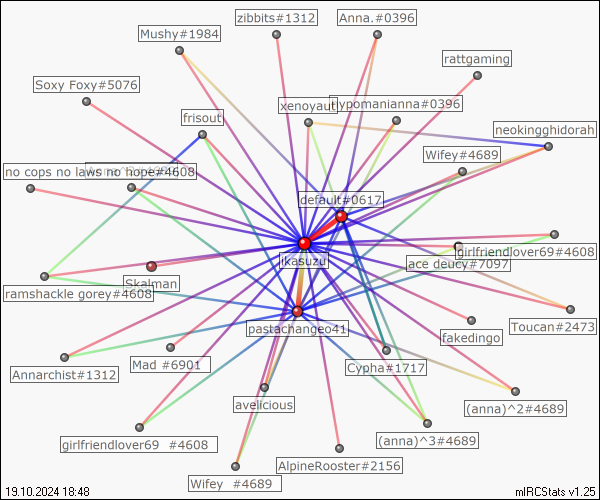 zibbits#1312
Anna.#0396
Mushy#1984
rattgaming
Soxy Foxy#5076
xenoyaut
ypomanianna#0396
frisout
neokingghidorah
Wifey#4689
no cops no laws no hope#4608
default#0617
jkasuzu
girlfriendlover69#4608
ace deucy#7097
Skalman
ramshackle gorey#4608
pastachangeo41
Toucan#2473
fakedingo
Mad #6901
Cypha#1717
Annarchist#1312
avelicious
(anna)^2#4689
girlfriendlover69 #4608
(anna)^3#4689
AlpineRooster#2156
Wifey #4689
19.10.2024 18:48
mIRCStats v1.25